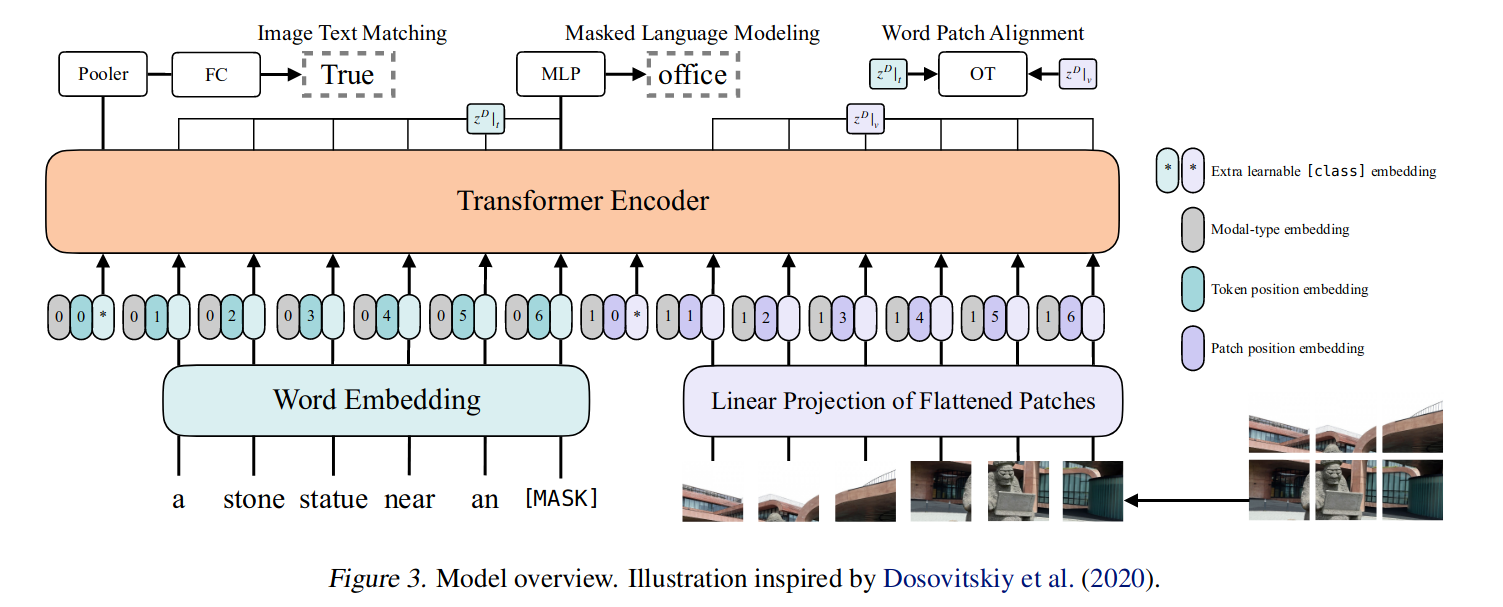 Image Text Matching
Masked Language Modeling
Word Patch Alignment
Pooler
FC
True
MLP
office
z^D|_t
OT
z^D|_v
z^D|_t
z^D|_v
Transformer Encoder
* * Extra learnable [class] embedding
Modal-type embedding
Token position embedding
Patch position embedding
0 0 * 0 1 0 2 0 3 0 4 0 5 0 6 1 0 * 1 1 1 2 1 3 1 4 1 5 1 6
Word Embedding
Linear Projection of Flattened Patches
a stone statue near an [MASK]
Figure 3. Model overview. Illustration inspired by Dosovitskiy et al. (2020).